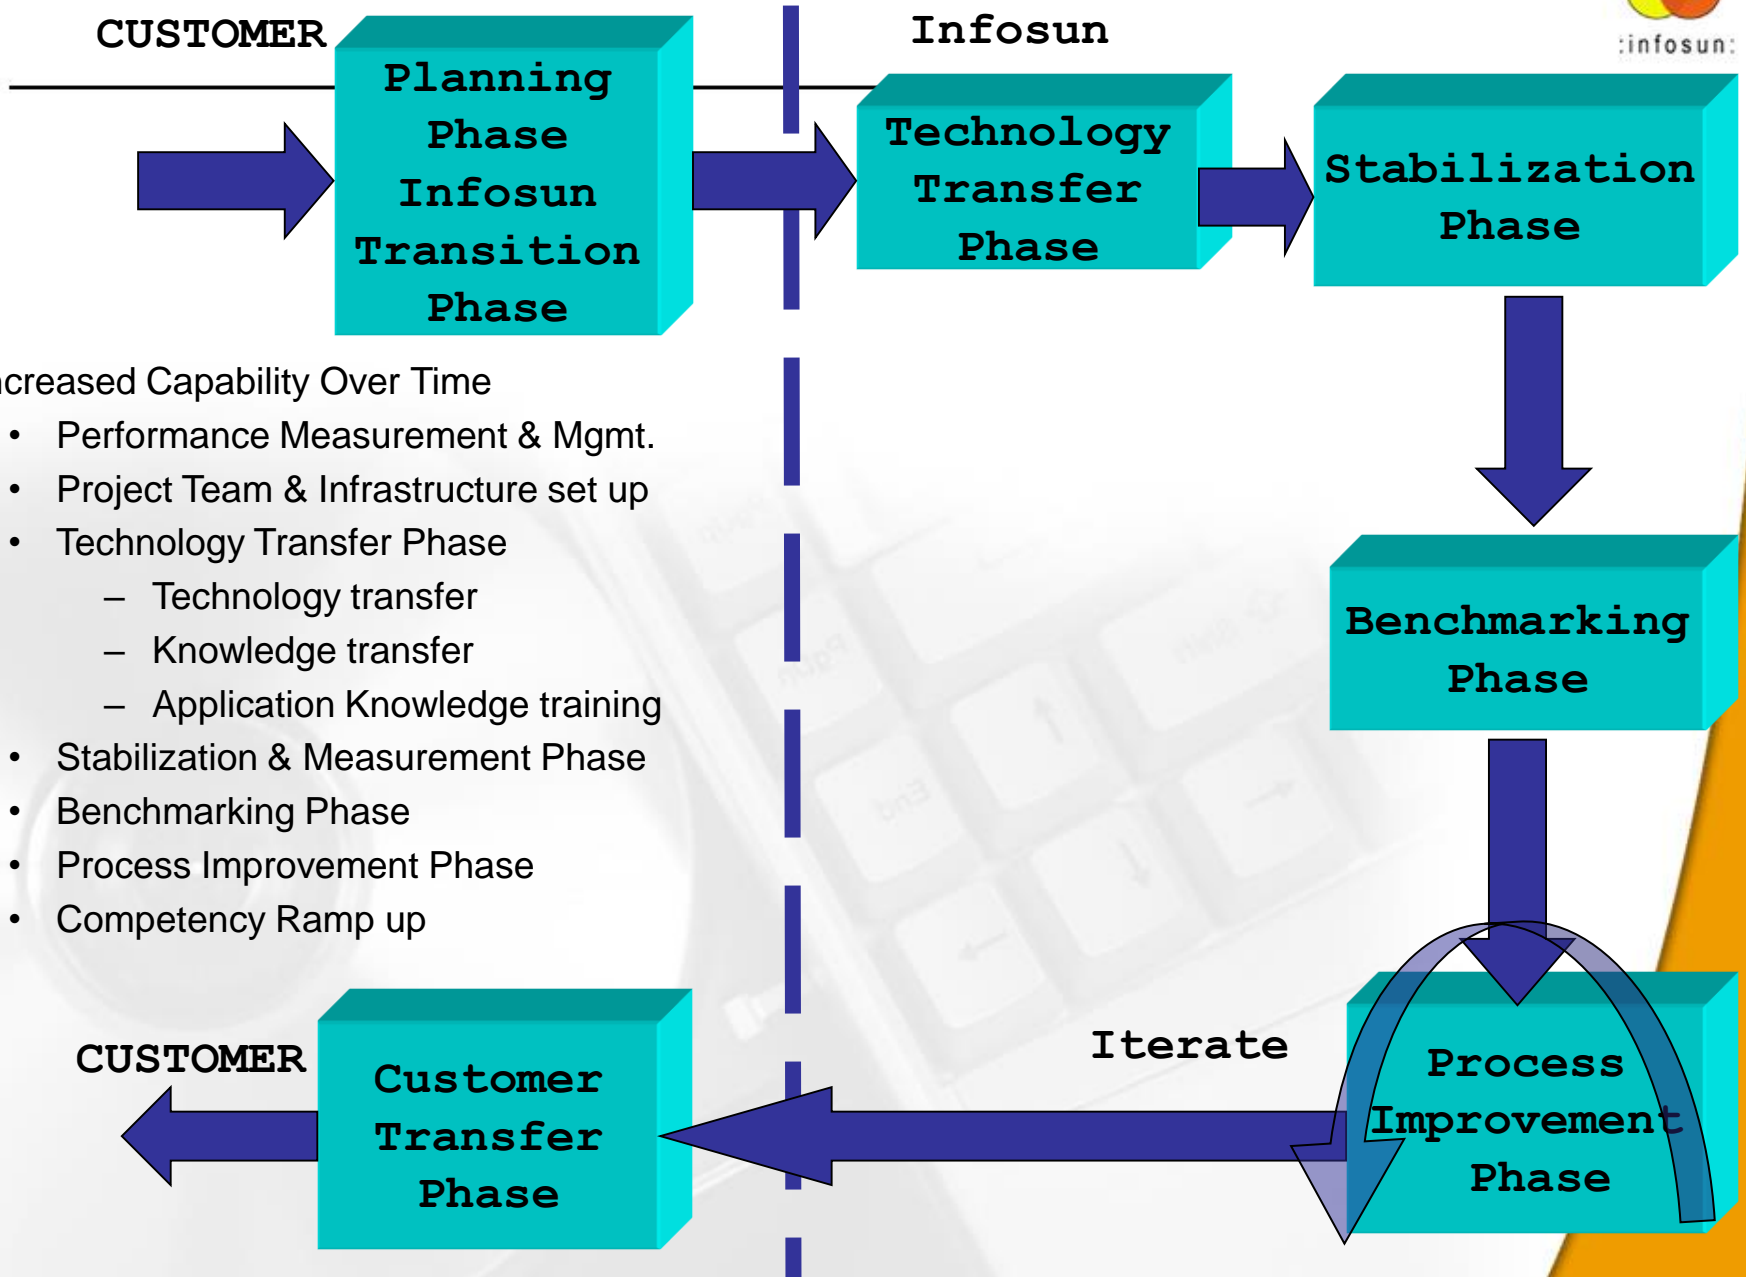 CUSTOMER
Infosun
:infosun:
Planning
Phase
Infosun
Transition
Phase
Technology
Transfer
Phase
Stabilization
Phase
ncreased Capability Over Time
• Performance Measurement & Mgmt.
• Project Team & Infrastructure set up
• Technology Transfer Phase
– Technology transfer
– Knowledge transfer
– Application Knowledge training
• Stabilization & Measurement Phase
• Benchmarking Phase
• Process Improvement Phase
• Competency Ramp up
Benchmarking
Phase
Iterate
Process
Improvement
Phase
CUSTOMER
Customer
Transfer
Phase
End